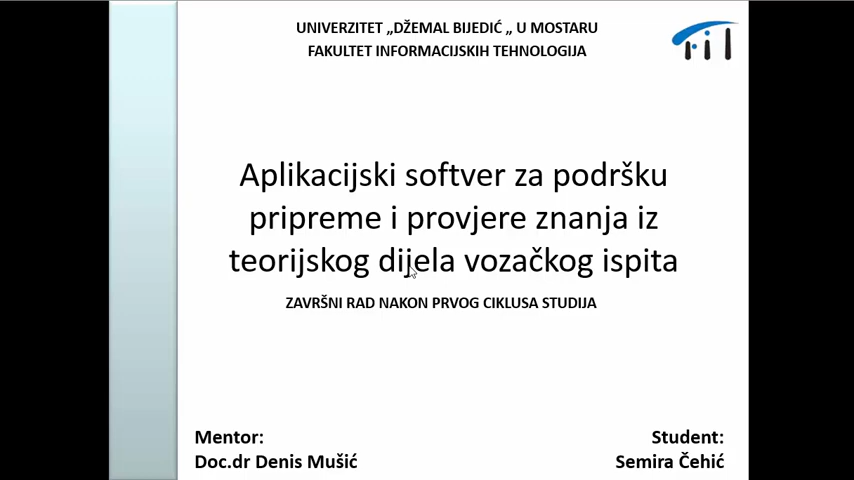 UNIVERZITET „DŽEMAL BIJEDIĆ „ U MOSTARU
FAKULTET INFORMACIJSKIH TEHNOLOGIJA
FIT
Aplikacijski softver za podršku
pripreme i provjere znanja iz
teorijskog dijela vozačkog ispita
ZAVRŠNI RAD NAKON PRVOG CIKLUSA STUDIJA
Mentor:
Doc.dr Denis Mušić
Student:
Semira Čehić